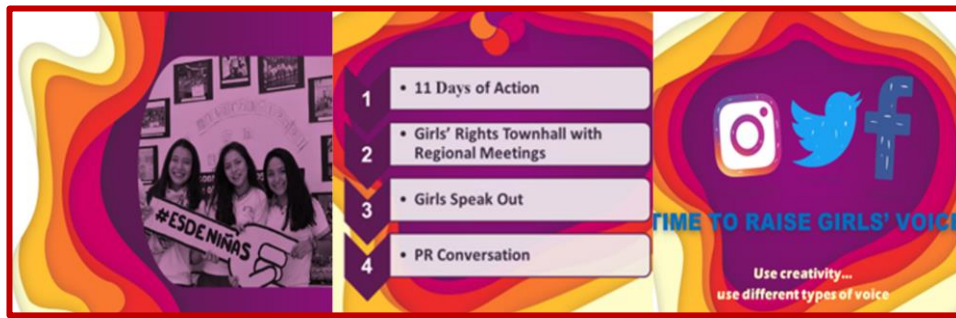 #ESDENIÑAS
1
• 11 Days of Action
2
• Girls' Rights Townhall with
Regional Meetings
3
• Girls Speak Out
4
• PR Conversation
TIME TO RAISE GIRLS' VOICE
Use creativity...
use different types of voice